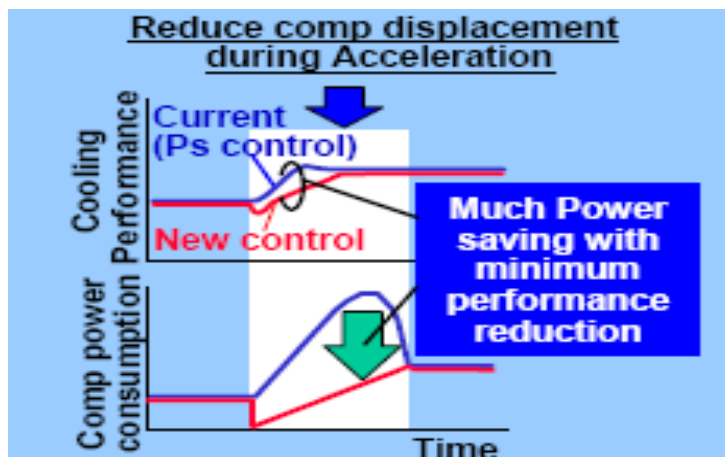 Reduce comp displacement
during Acceleration
Cooling
Performance
Current
(Ps control)
New control
Much Power
saving with
minimum
performance
reduction
Comp power
consumption
Time